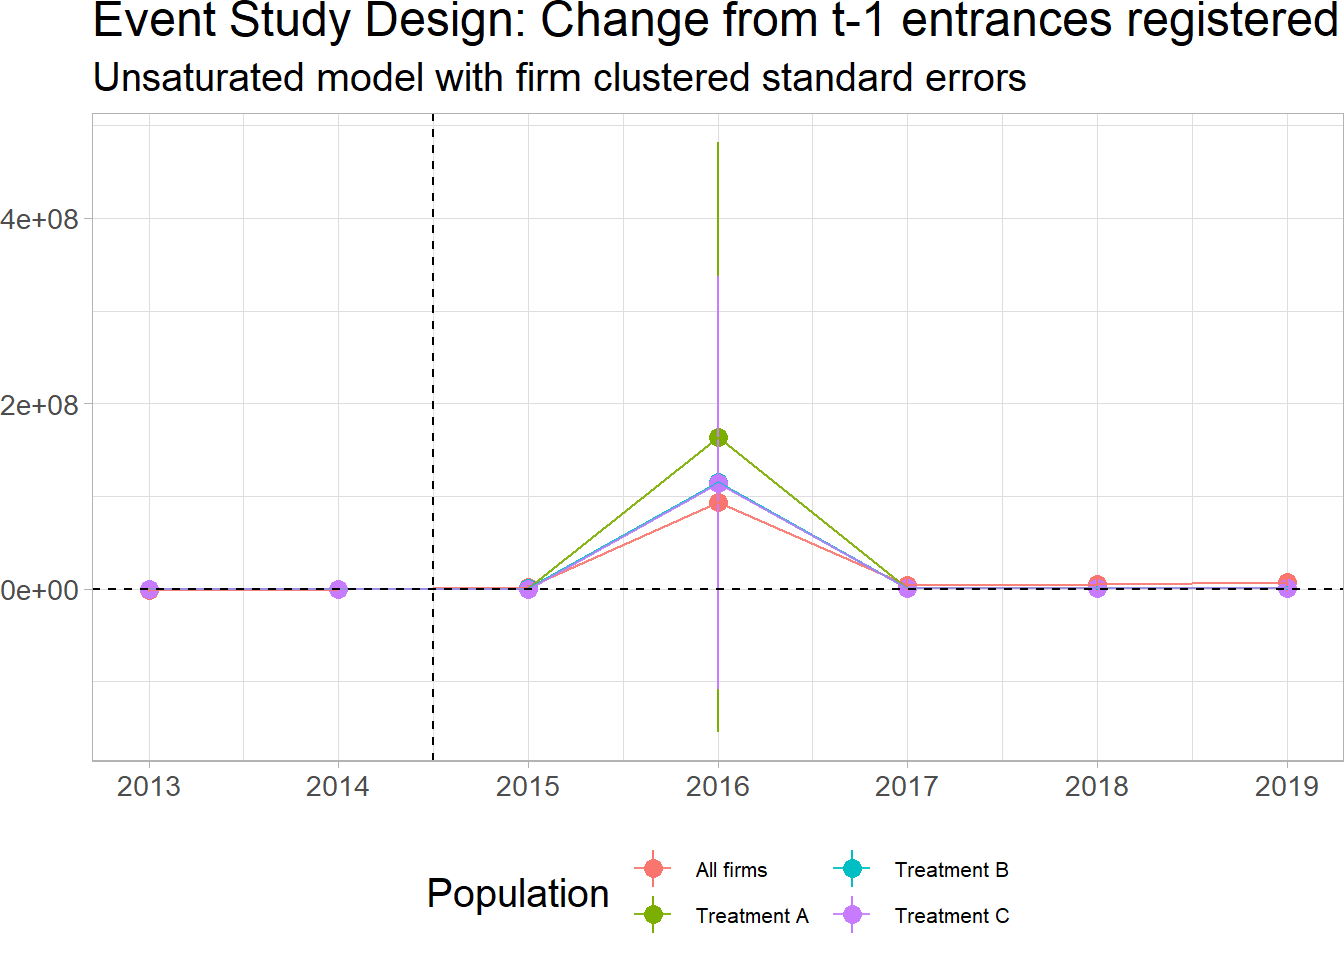 Event Study Design: Change from t-1 entrances registered
Unsaturated model with firm clustered standard errors
4e+08
2e+08
0e+00
2013 2014 2015 2016 2017 2018 2019
Population
All firms
Treatment A
Treatment B
Treatment C